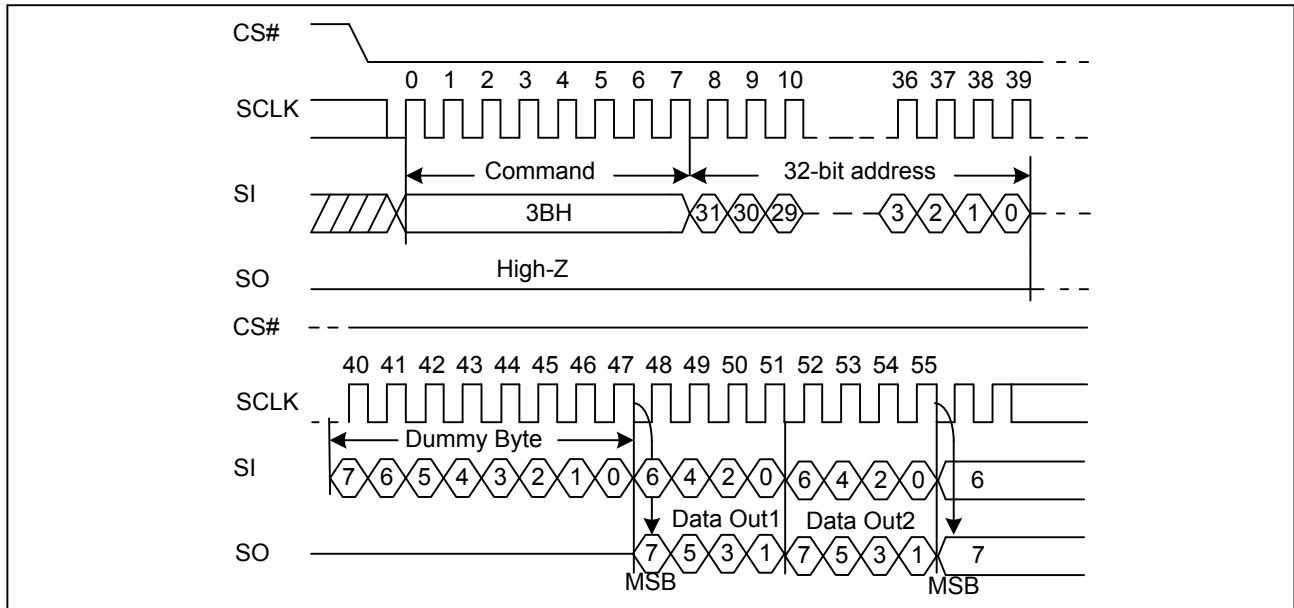 CS#
0 1 2 3 4 5 6 7 8 9 10 36 37 38 39
SCLK
Command 32-bit address
SI
3BH 31 30 29 3 2 1 0
High-Z
SO
CS#
40 41 42 43 44 45 46 47 48 49 50 51 52 53 54 55
SCLK
Dummy Byte
SI
7 6 5 4 3 2 1 0 6 4 2 0 6 4 2 0 6
Data Out1 Data Out2
SO
7 5 3 1 7 5 3 1 7
MSB MSB